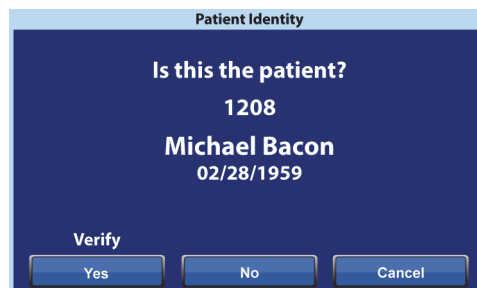 Patient Identity
Is this the patient?
1208
Michael Bacon
02/28/1959
Verify
Yes No Cancel